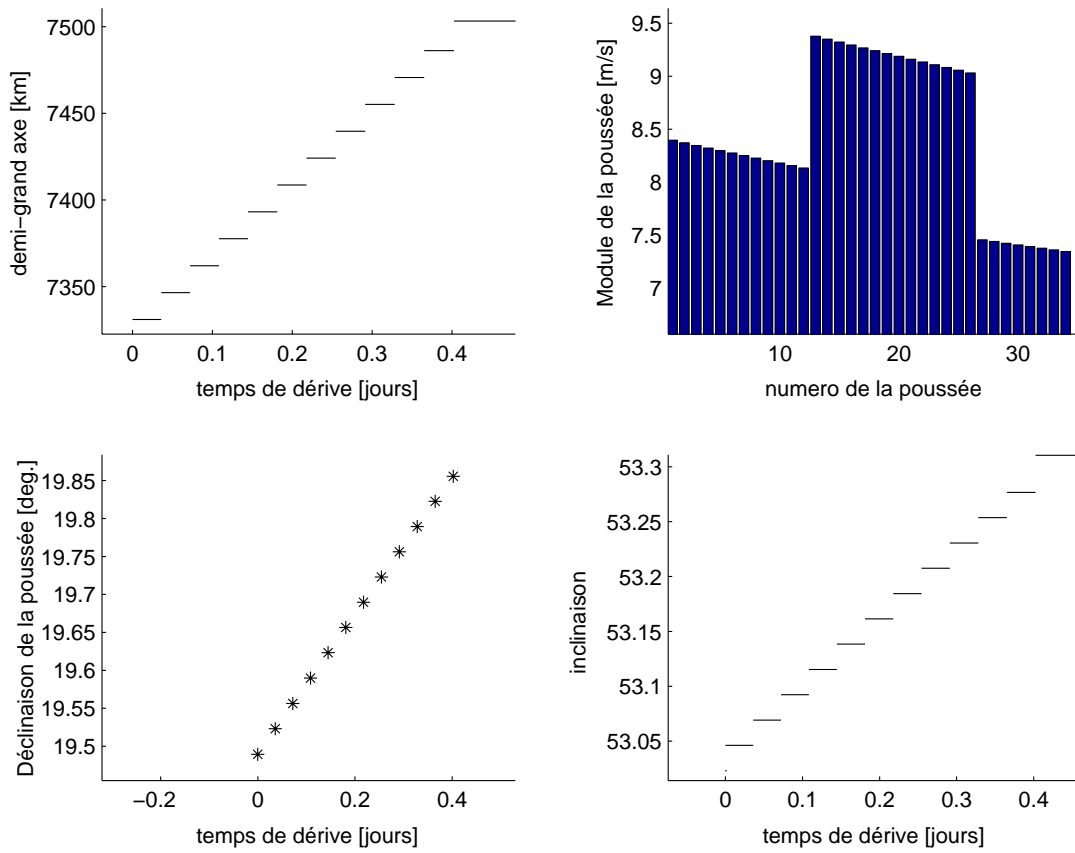 7500
7450
7400
7350
demi−grand axe [km]
0 0.1 0.2 0.3 0.4
temps de dérive [jours]
9.5
9
8.5
8
7.5
7
Module de la poussée [m/s]
10 20 30
numero de la poussée
19.85
19.8
19.75
19.7
19.65
19.6
19.55
19.5
Déclinaison de la poussée [deg.]
−0.2 0 0.2 0.4
temps de dérive [jours]
53.3
53.25
53.2
53.15
53.1
53.05
inclinaison
0 0.1 0.2 0.3 0.4
temps de dérive [jours]